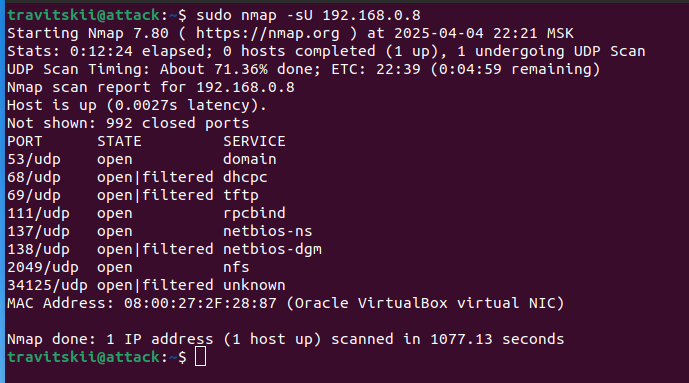 travitskii@attack:~$ sudo nmap -sU 192.168.0.8
Starting Nmap 7.80 ( https://nmap.org ) at 2025-04-04 22:21 MSK
Stats: 0:12:24 elapsed; 0 hosts completed (1 up), 1 undergoing UDP Scan
UDP Scan Timing: About 71.36% done; ETC: 22:39 (0:04:59 remaining)
Nmap scan report for 192.168.0.8
Host is up (0.0027s latency).
Not shown: 992 closed ports
PORT      STATE         SERVICE
53/udp    open          domain
68/udp    open|filtered dhcpc
69/udp    open|filtered tftp
111/udp   open          rpcbind
137/udp   open          netbios-ns
138/udp   open|filtered netbios-dgm
2049/udp  open          nfs
34125/udp open|filtered unknown
MAC Address: 08:00:27:2F:28:87 (Oracle VirtualBox virtual NIC)

Nmap done: 1 IP address (1 host up) scanned in 1077.13 seconds
travitskii@attack:~$